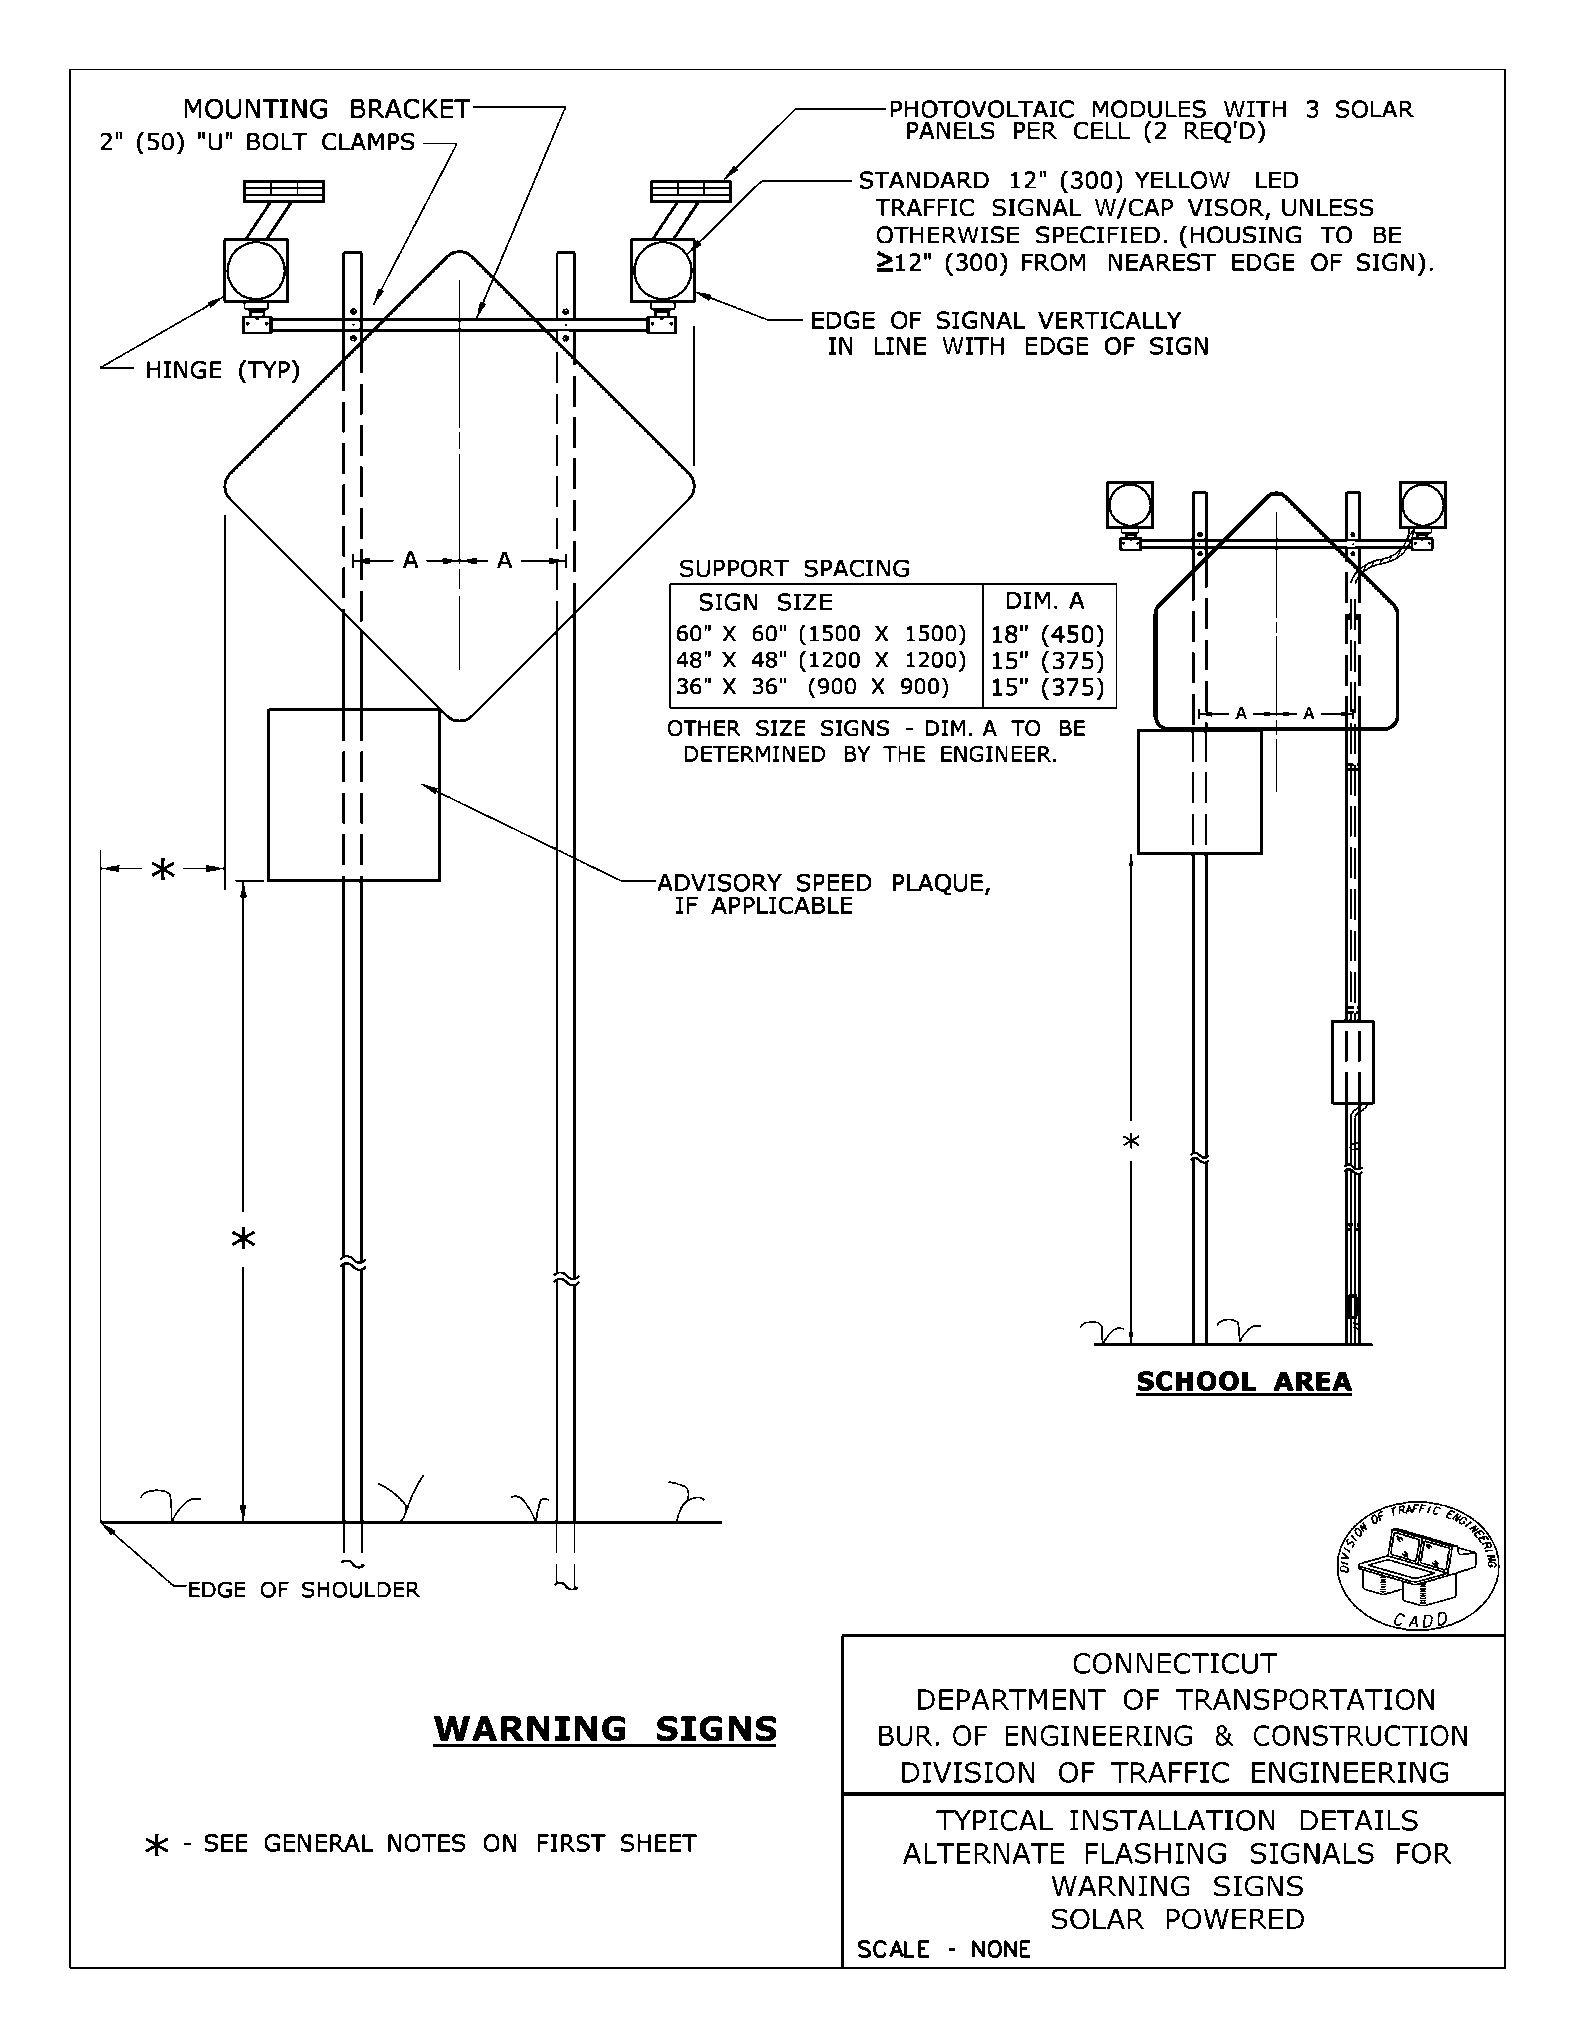 MOUNTING BRACKET
2" (50) "U" BOLT CLAMPS
PHOTOVOLTAIC MODULES WITH 3 SOLAR
PANELS PER CELL (2 REQ'D)
STANDARD 12" (300) YELLOW LED
TRAFFIC SIGNAL W/CAP VISOR, UNLESS
OTHERWISE SPECIFIED. (HOUSING TO BE
≥12" (300) FROM NEAREST EDGE OF SIGN).
EDGE OF SIGNAL VERTICALLY
IN LINE WITH EDGE OF SIGN
HINGE (TYP)
A A
SUPPORT SPACING
SIGN SIZE DIM. A
60" X 60" (1500 X 1500) 18" (450)
48" X 48" (1200 X 1200) 15" (375)
36" X 36" (900 X 900) 15" (375)
OTHER SIZE SIGNS - DIM. A TO BE
DETERMINED BY THE ENGINEER.
A A
*
ADVISORY SPEED PLAQUE,
IF APPLICABLE
*
*
SCHOOL AREA
EDGE OF SHOULDER
DIVISION OF TRAFFIC ENGINEERING
CADD
WARNING SIGNS
* - SEE GENERAL NOTES ON FIRST SHEET
CONNECTICUT
DEPARTMENT OF TRANSPORTATION
BUR. OF ENGINEERING & CONSTRUCTION
DIVISION OF TRAFFIC ENGINEERING
TYPICAL INSTALLATION DETAILS
ALTERNATE FLASHING SIGNALS FOR
WARNING SIGNS
SOLAR POWERED
SCALE - NONE